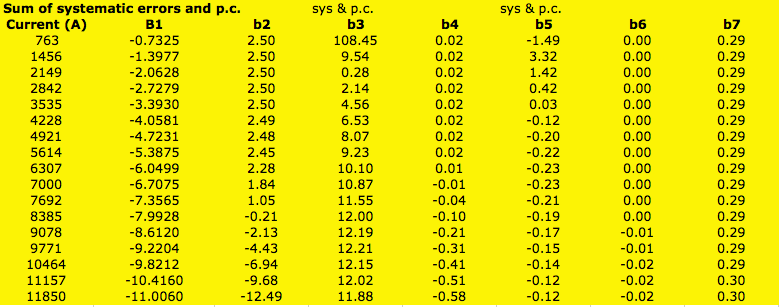 Sum of systematic errors and p.c. sys & p.c. sys & p.c.
Current (A) B1 b2 b3 b4 b5 b6 b7
763 -0.7325 2.50 108.45 0.02 -1.49 0.00 0.29
1456 -1.3977 2.50 9.54 0.02 3.32 0.00 0.29
2149 -2.0628 2.50 0.28 0.02 1.42 0.00 0.29
2842 -2.7279 2.50 2.14 0.02 0.42 0.00 0.29
3535 -3.3930 2.50 4.56 0.02 0.03 0.00 0.29
4228 -4.0581 2.49 6.53 0.02 -0.12 0.00 0.29
4921 -4.7231 2.48 8.07 0.02 -0.20 0.00 0.29
5614 -5.3875 2.45 9.23 0.02 -0.22 0.00 0.29
6307 -6.0499 2.28 10.10 0.01 -0.23 0.00 0.29
7000 -6.7075 1.84 10.87 -0.01 -0.23 0.00 0.29
7692 -7.3565 1.05 11.55 -0.04 -0.21 0.00 0.29
8385 -7.9928 -0.21 12.00 -0.10 -0.19 0.00 0.29
9078 -8.6120 -2.13 12.19 -0.21 -0.17 -0.01 0.29
9771 -9.2204 -4.43 12.21 -0.31 -0.15 -0.01 0.29
10464 -9.8212 -6.94 12.15 -0.41 -0.14 -0.02 0.29
11157 -10.4160 -9.68 12.02 -0.51 -0.12 -0.02 0.30
11850 -11.0060 -12.49 11.88 -0.58 -0.12 -0.02 0.30